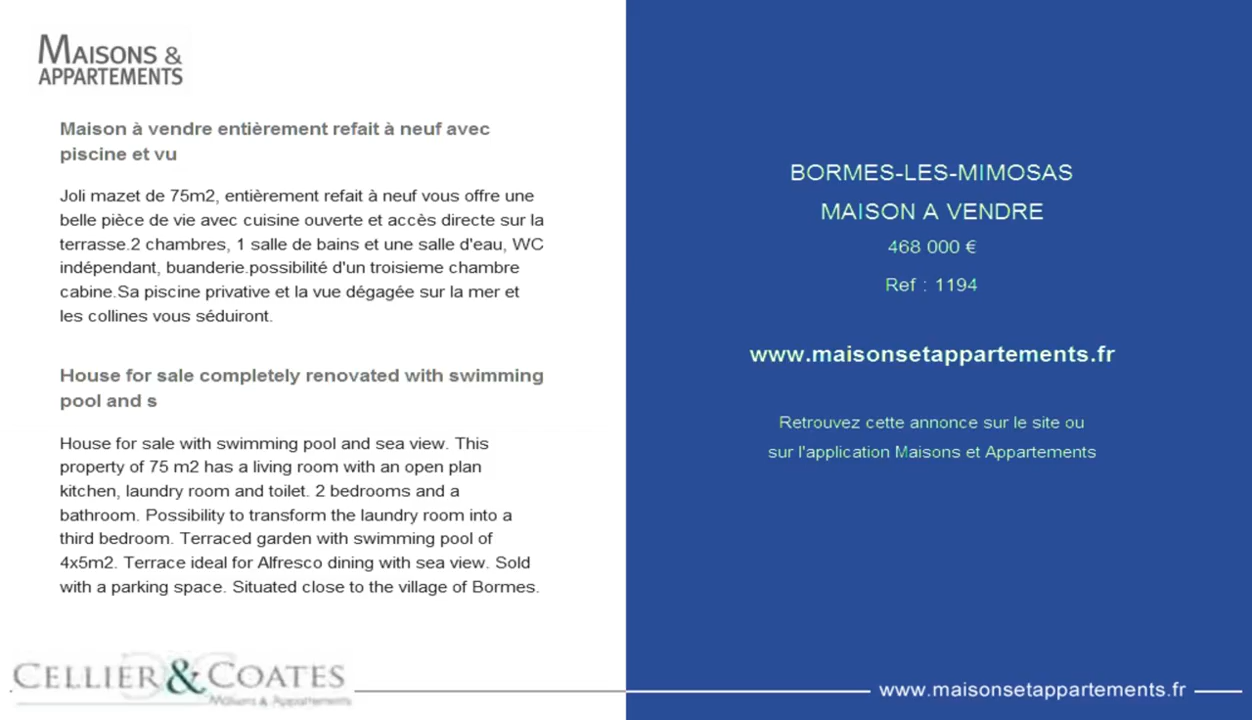 MAISONS &
APPARTEMENTS
Maison à vendre entièrement refait à neuf avec
piscine et vu
Joli mazet de 75m2, entièrement refait à neuf vous offre une
belle pièce de vie avec cuisine ouverte et accès directe sur la
terrasse.2 chambres, 1 salle de bains et une salle d'eau, WC
indépendant, buanderie.possibilité d'un troisieme chambre
cabine.Sa piscine privative et la vue dégagée sur la mer et
les collines vous séduiront.
House for sale completely renovated with swimming
pool and s
House for sale with swimming pool and sea view. This
property of 75 m2 has a living room with an open plan
kitchen, laundry room and toilet. 2 bedrooms and a
bathroom. Possibility to transform the laundry room into a
third bedroom. Terraced garden with swimming pool of
4x5m2. Terrace ideal for Alfresco dining with sea view. Sold
with a parking space. Situated close to the village of Bormes.
CELLIER & COATES
Maisons & Appartements
BORMES-LES-MIMOSAS
MAISON A VENDRE
468 000 €
Ref : 1194
www.maisonsetappartements.fr
Retrouvez cette annonce sur le site ou
sur l'application Maisons et Appartements
www.maisonsetappartements.fr